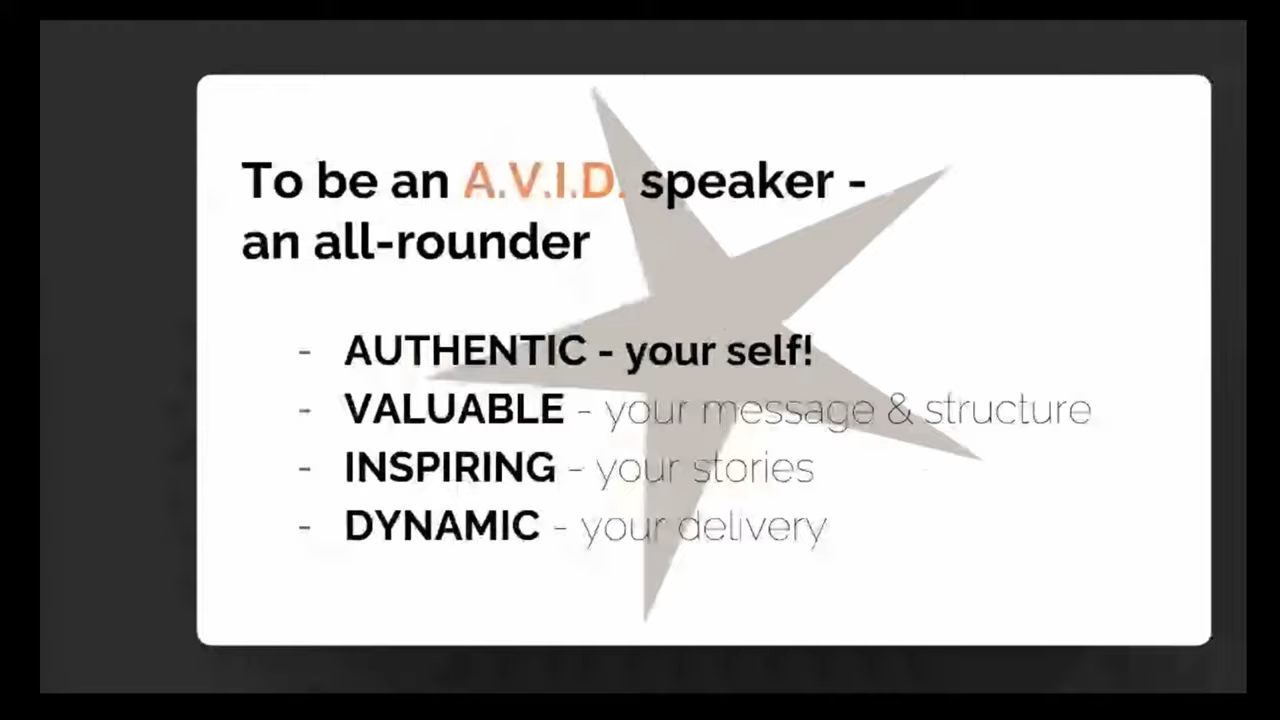 To be an A.V.I.D. speaker -
an all-rounder
- AUTHENTIC - your self!
- VALUABLE - your message & structure
- INSPIRING - your stories
- DYNAMIC - your delivery